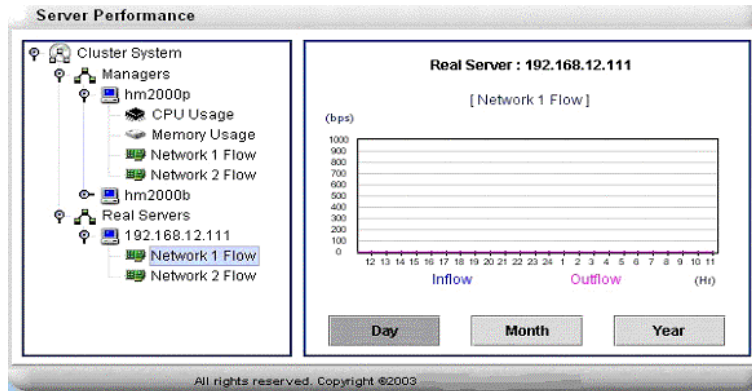 Server Performance
Cluster System
Managers
hm2000p
CPU Usage
Memory Usage
Network 1 Flow
Network 2 Flow
hm2000b
Real Servers
192.168.12.111
Network 1 Flow
Network 2 Flow
Real Server : 192.168.12.111
[ Network 1 Flow ]
(bps)
1000
900
800
700
600
500
400
300
200
100
0
12 13 14 15 16 17 18 19 20 21 22 23 24 1 2 3 4 5 6 7 8 9 10 11
Inflow Outflow (Hr)
Day Month Year
All rights reserved. Copyright ©2003